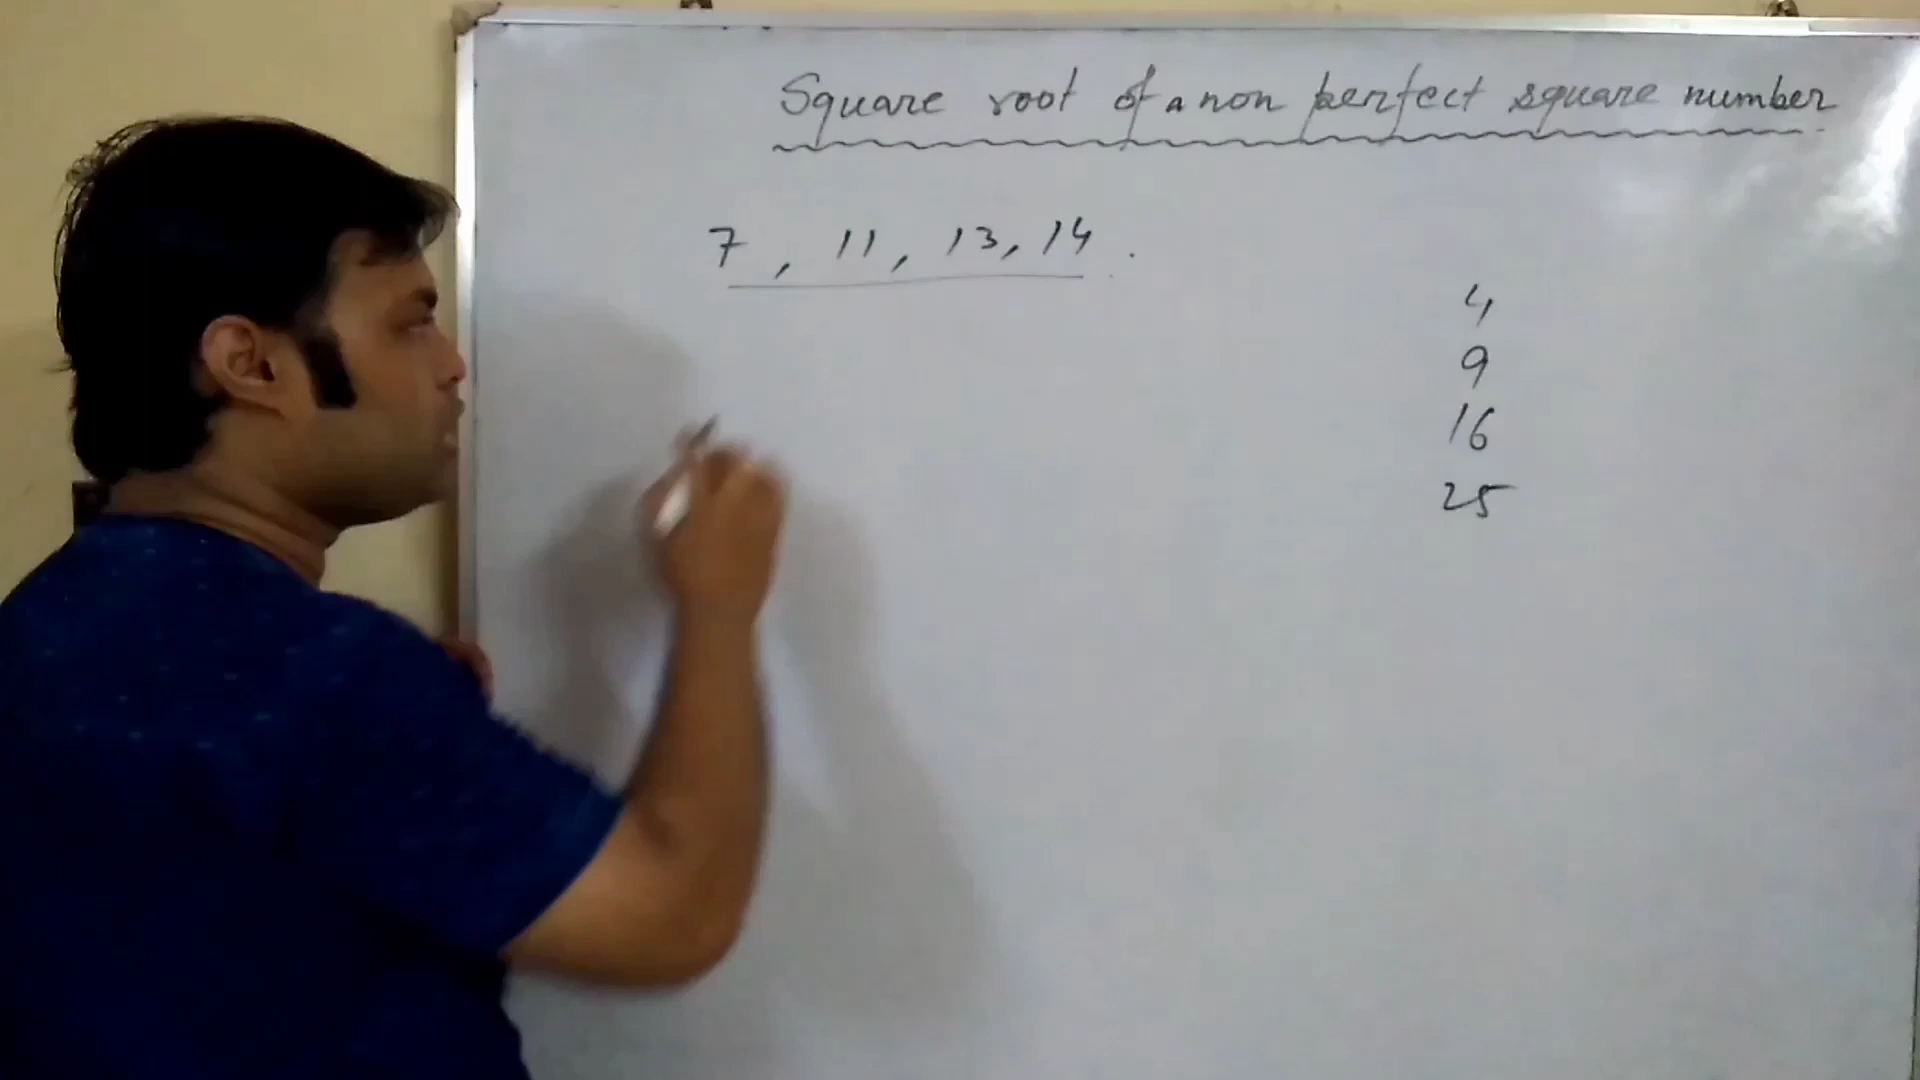 Square root of a non perfect square number
7, 11, 13, 14.
4
9
16
25